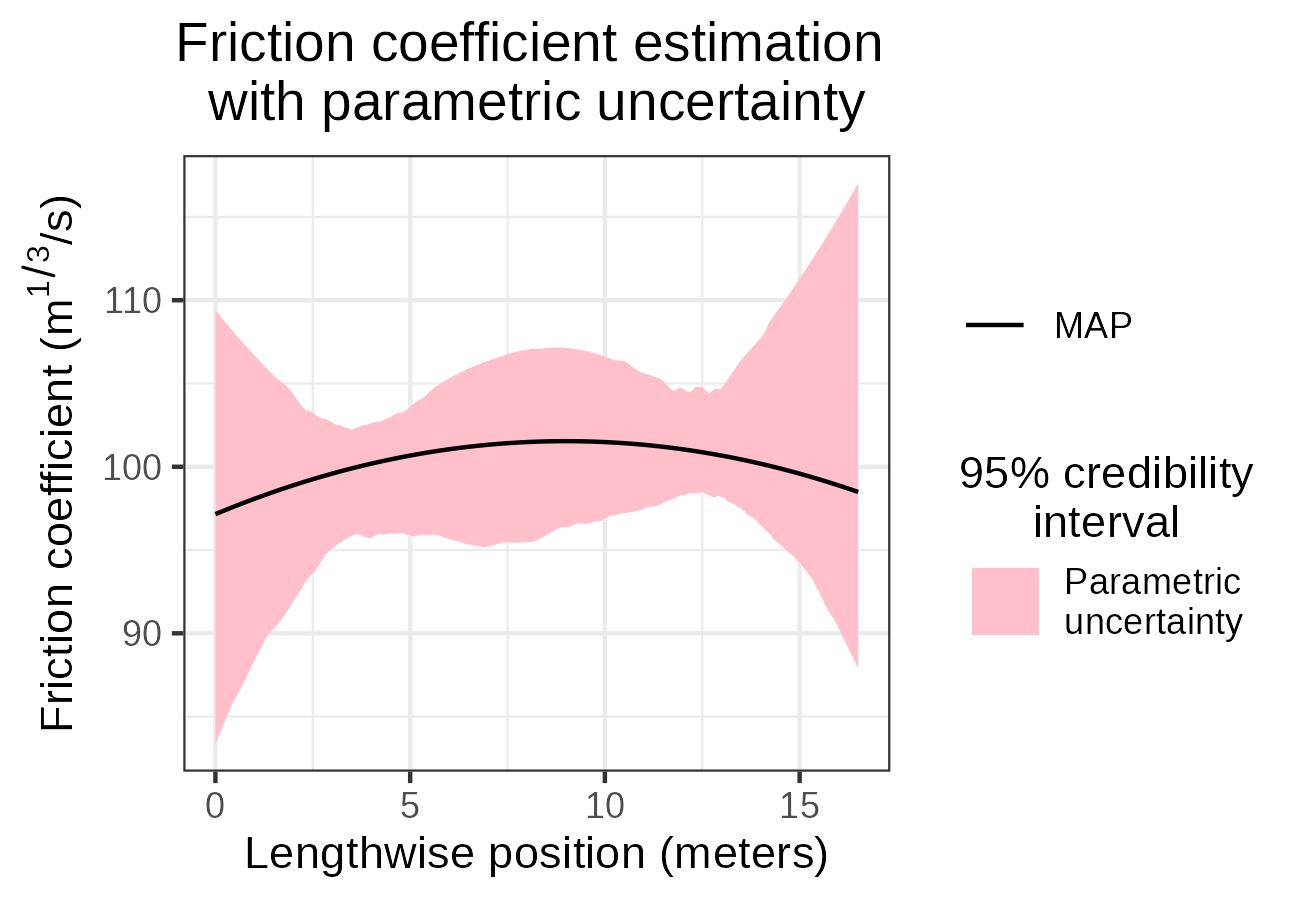 Friction coefficient estimation
with parametric uncertainty
Friction coefficient (m^1/3/s)
110
100
90
0 5 10 15
Lengthwise position (meters)
MAP
95% credibility
interval
Parametric
uncertainty